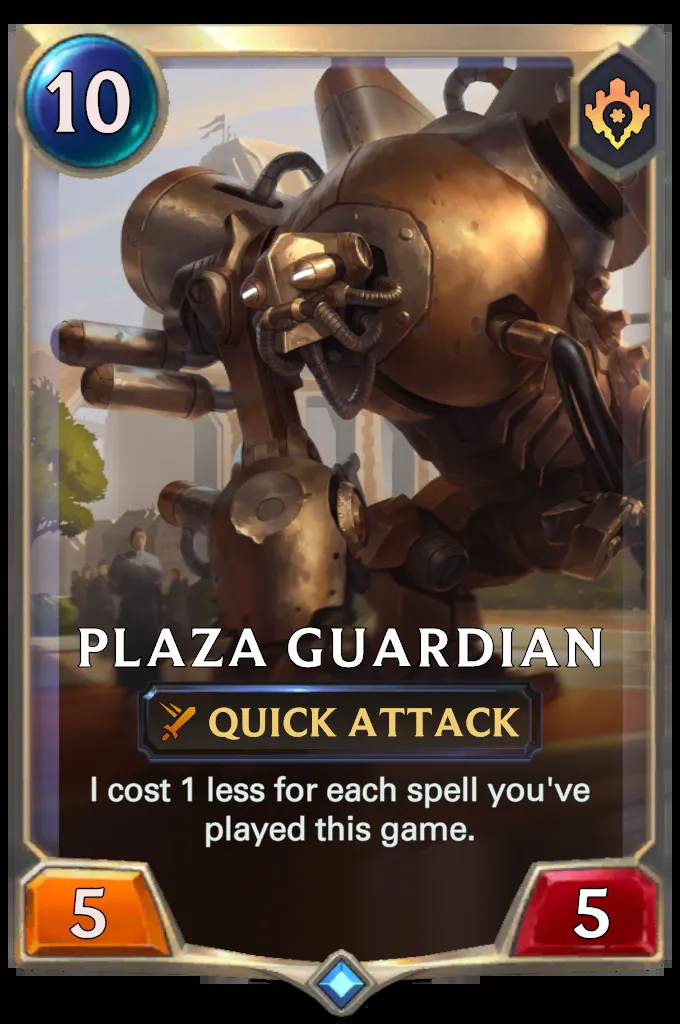 10
PLAZA GUARDIAN
QUICK ATTACK
I cost 1 less for each spell you've
played this game.
5
5